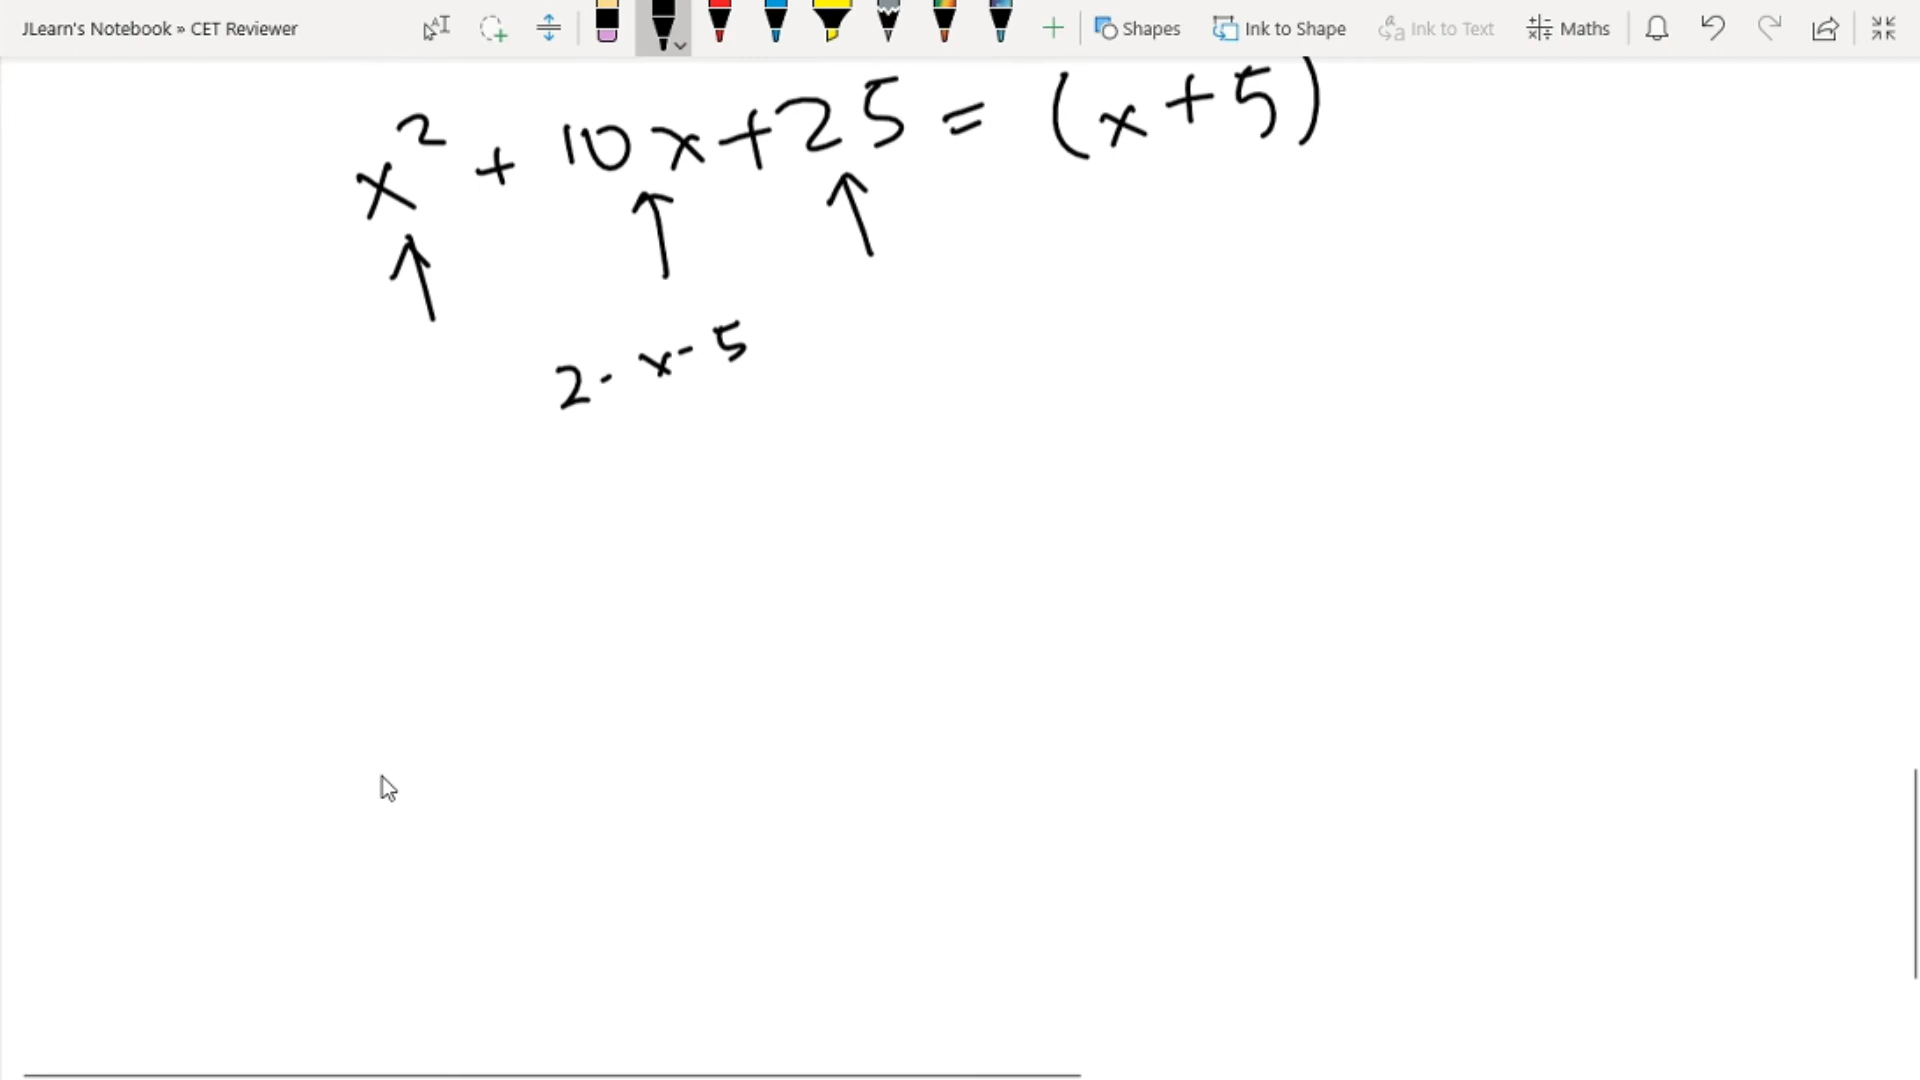 JLearn's Notebook » CET Reviewer Shapes Ink to Shape Ink to Text Maths
x² + 10x + 25 = (x + 5)
2 · x · 5